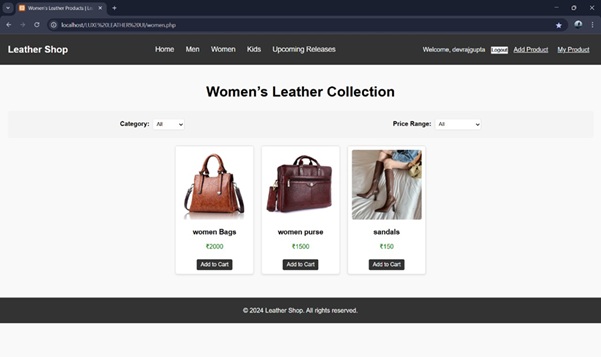 Women's Leather Products | Le
localhost/LUXE%20LEATHER%20UI/women.php
Leather Shop
Home Men Women Kids Upcoming Releases
Welcome, devrajgupta Logout Add Product My Product
Women's Leather Collection
Category: All
Price Range: All
women Bags
₹2000
Add to Cart
women purse
₹1500
Add to Cart
sandals
₹150
Add to Cart
© 2024 Leather Shop. All rights reserved.